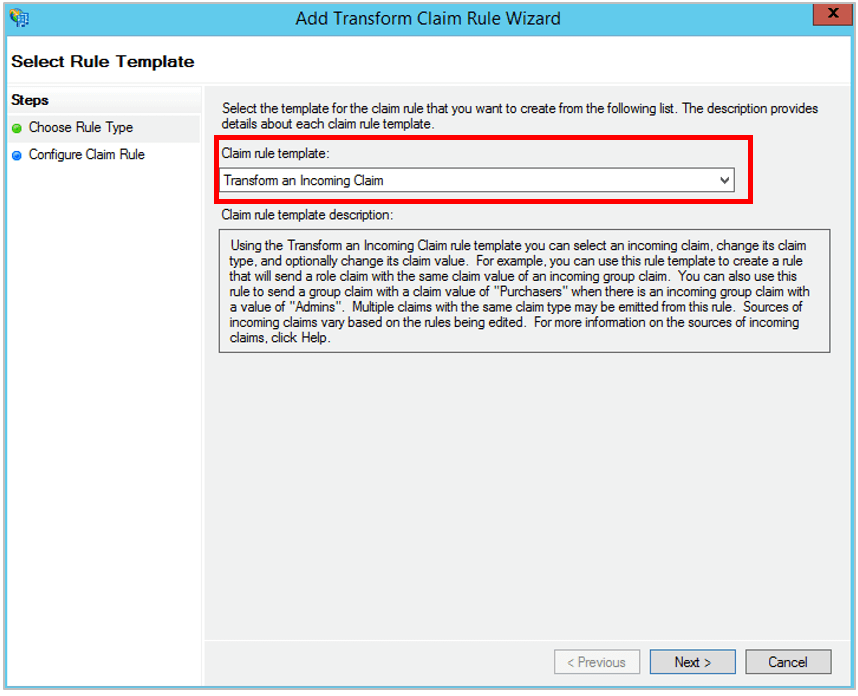 Add Transform Claim Rule Wizard
x
Select Rule Template
Steps
Choose Rule Type
Configure Claim Rule
Select the template for the claim rule that you want to create from the following list. The description provides
details about each claim rule template.
Claim rule template:
Transform an Incoming Claim
Claim rule template description:
Using the Transform an Incoming Claim rule template you can select an incoming claim, change its claim
type, and optionally change its claim value.  For example, you can use this rule template to create a rule
that will send a role claim with the same claim value of an incoming group claim.  You can also use this
rule to send a group claim with a claim value of "Purchasers" when there is an incoming group claim with
a value of "Admins".  Multiple claims with the same claim type may be emitted from this rule.  Sources of
incoming claims vary based on the rules being edited.  For more information on the sources of incoming
claims, click Help.
< Previous
Next >
Cancel